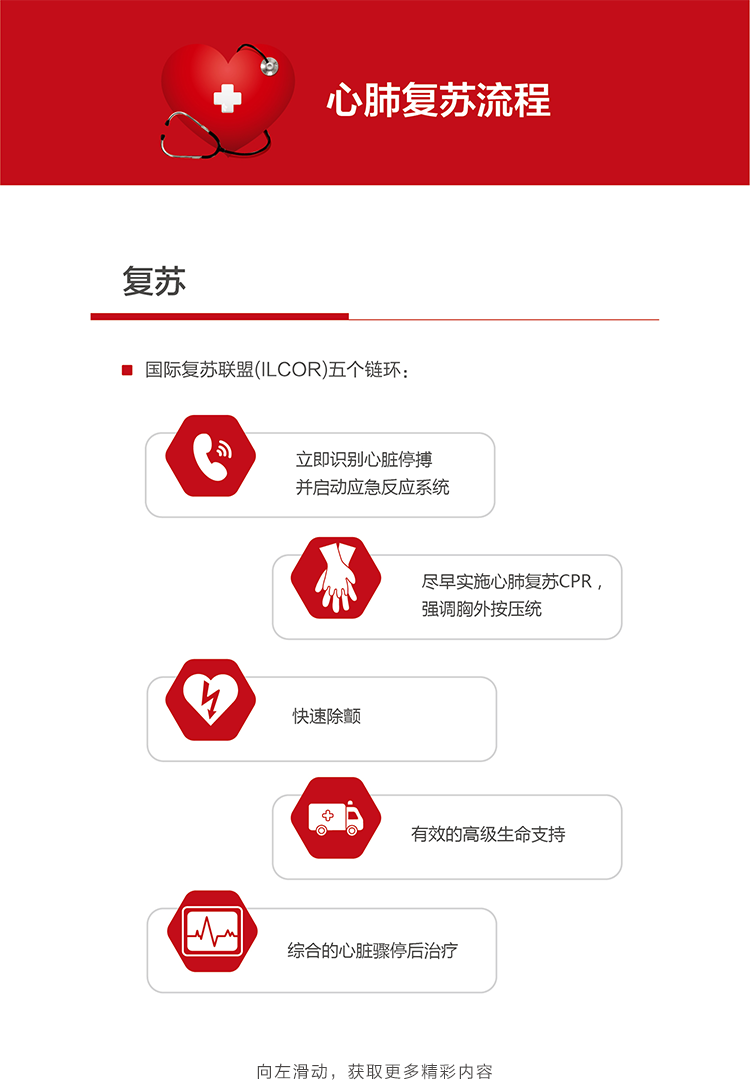 心肺复苏流程
复苏
国际复苏联盟(ILCOR)五个链环：
立即识别心脏停搏
并启动应急反应系统
尽早实施心肺复苏CPR，
强调胸外按压统
快速除颤
有效的高级生命支持
综合的心脏骤停后治疗
向左滑动，获取更多精彩内容